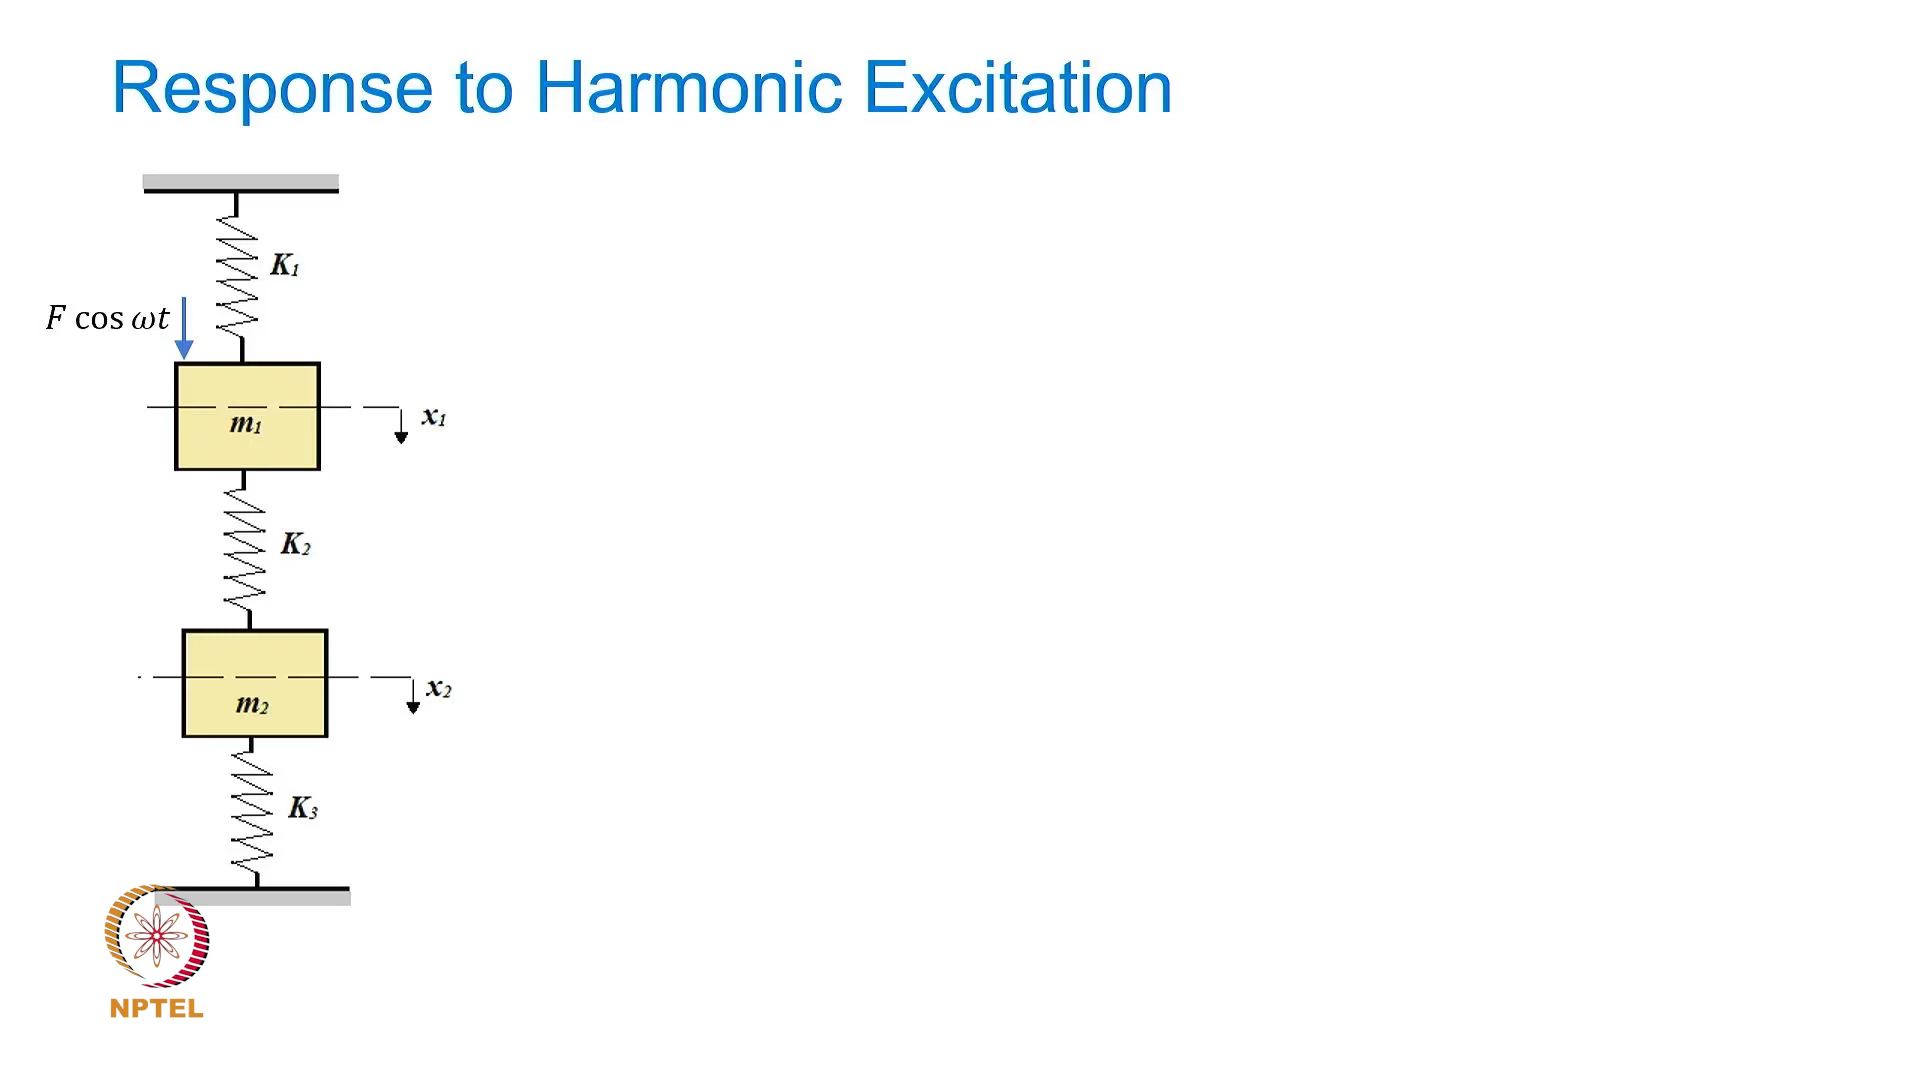 Response to Harmonic Excitation
K₁
F cos ωt
m₁
x₁
K₂
m₂
x₂
K₃
NPTEL